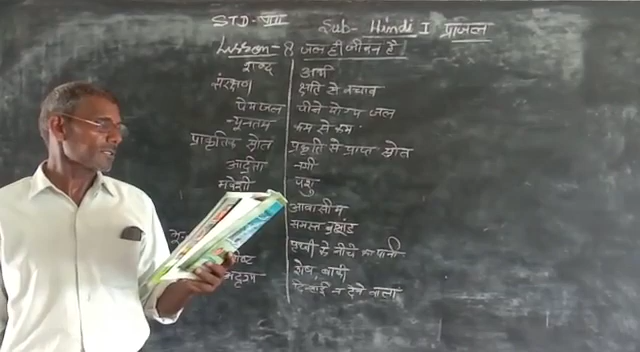 STD- VIII Sub- Hindi I प्रांजल
Lesson- 8 जल ही जीवन है
शब्द अर्थ
संरक्षण क्षति से बचाव
पेयजल पीने योग्य जल
न्यूनतम कम से कम
प्राकृतिक स्रोत प्रकृति से प्राप्त स्रोत
आर्द्रता नमी
मवेशी पशु
आवासीय
समस्त भूखंड
पृथ्वी के नीचे का पानी
शेष, बाकी
अदृश्य दिखाई न देने वाला